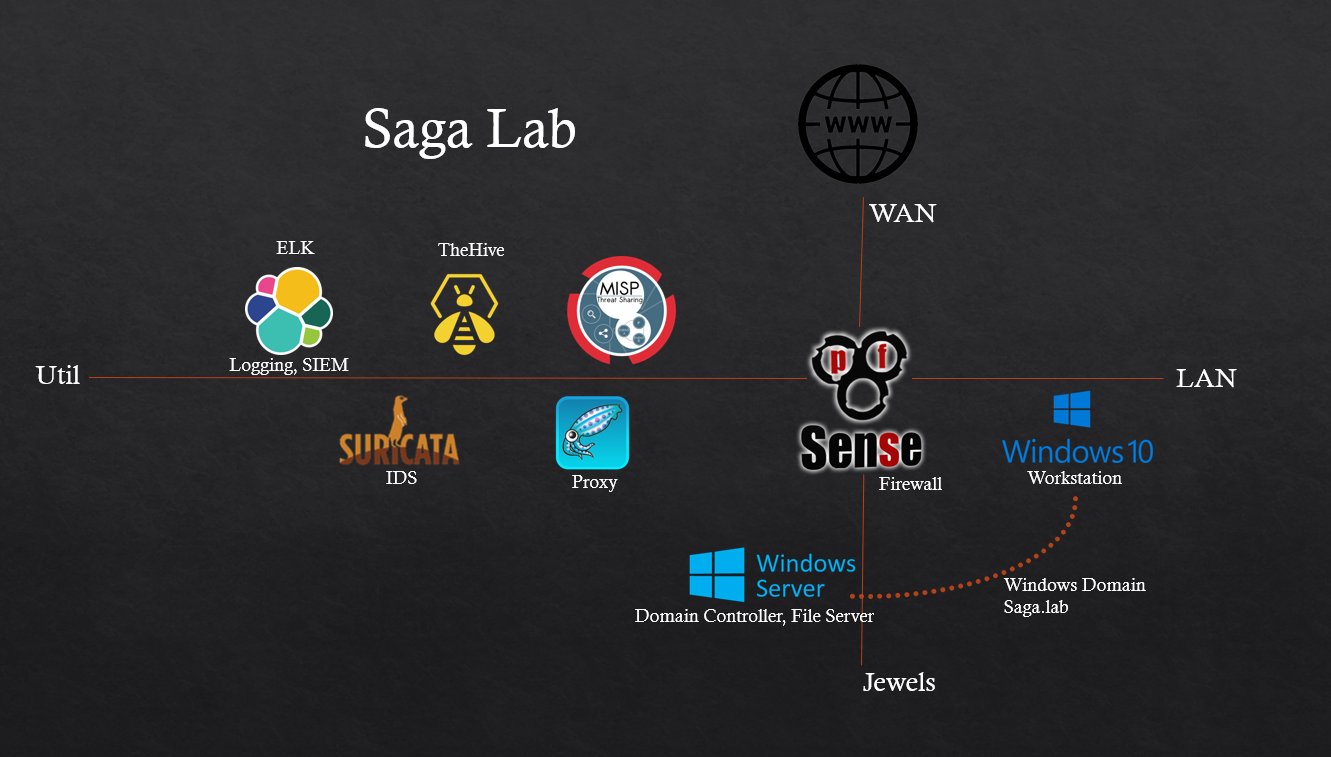 Saga Lab
WWW
WAN
ELK
TheHive
MISP
Threat Sharing
Logging, SIEM
Util
pf
Sense
LAN
SURICATA
IDS
Proxy
Firewall
Windows 10
Workstation
Windows
Server
Domain Controller, File Server
Windows Domain
Saga.lab
Jewels